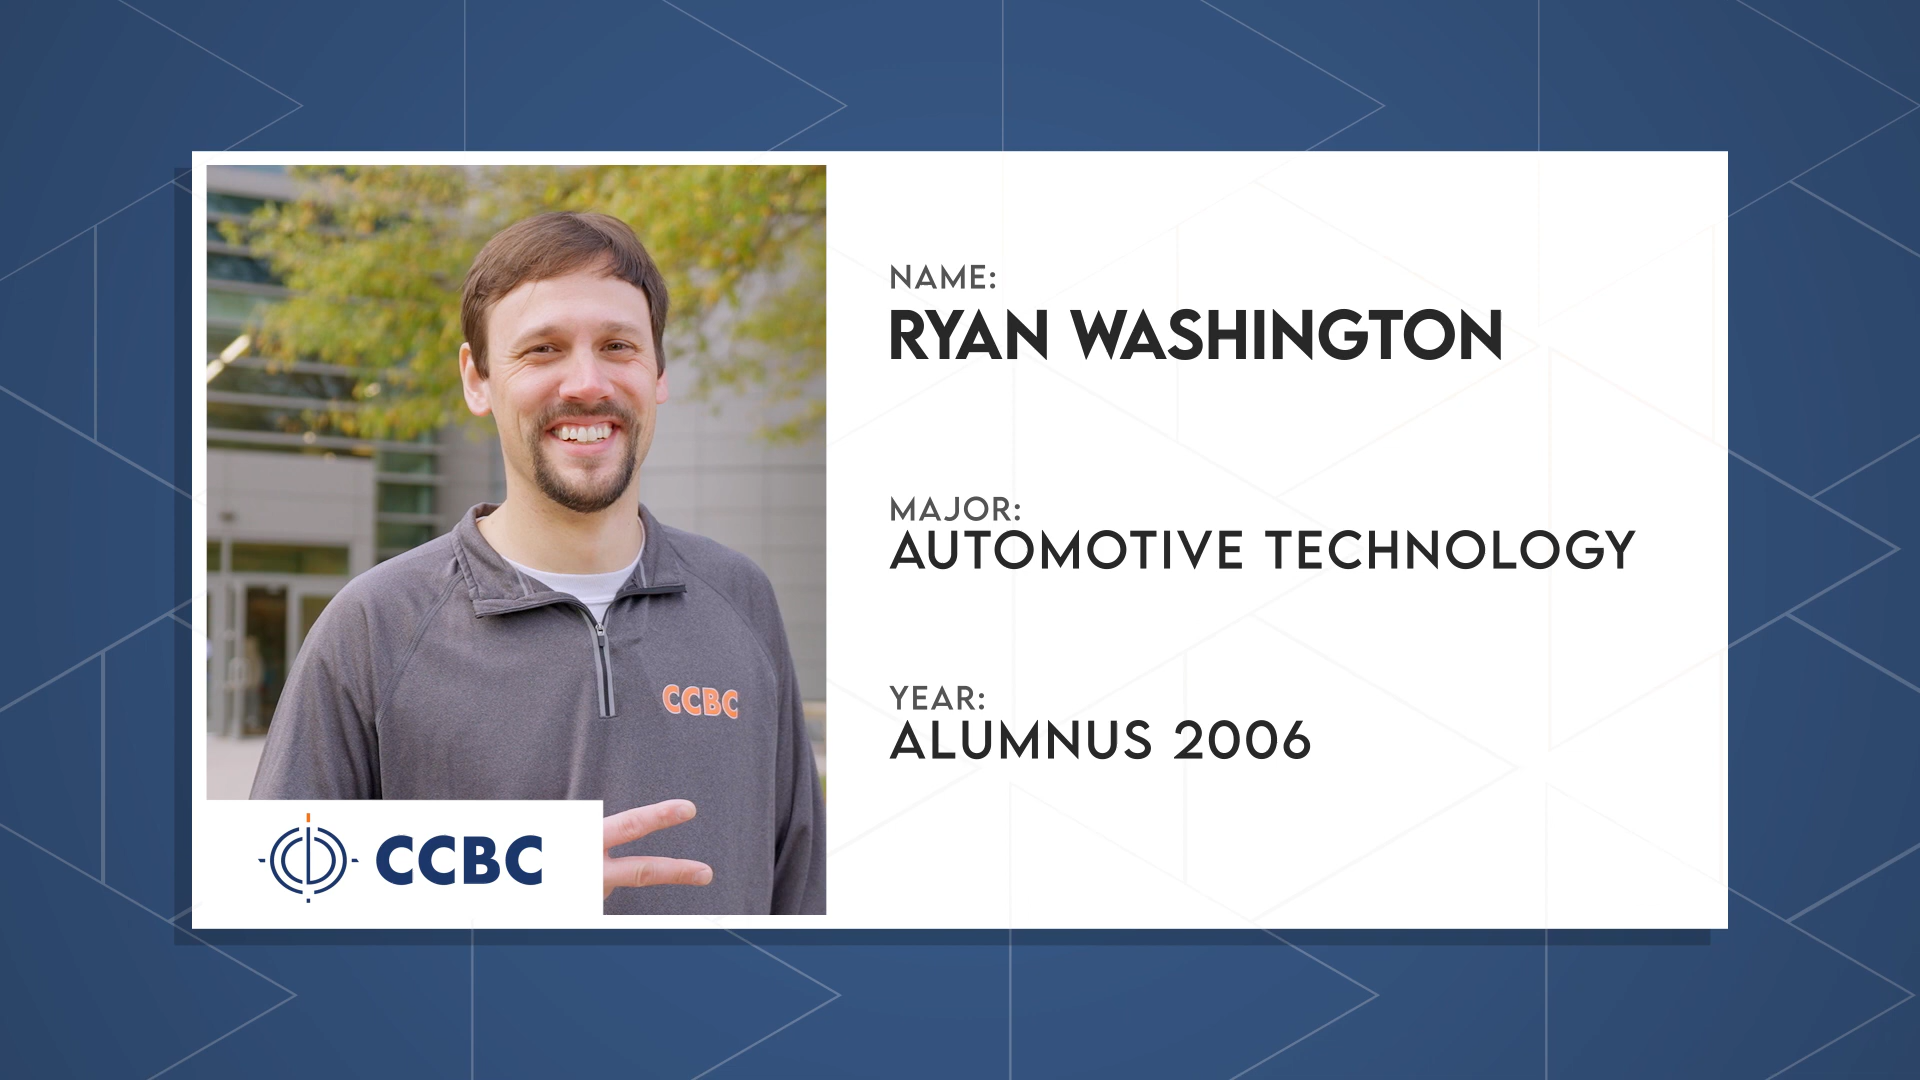 NAME:
RYAN WASHINGTON
MAJOR:
AUTOMOTIVE TECHNOLOGY
YEAR:
ALUMNUS 2006
CCBC
CCBC